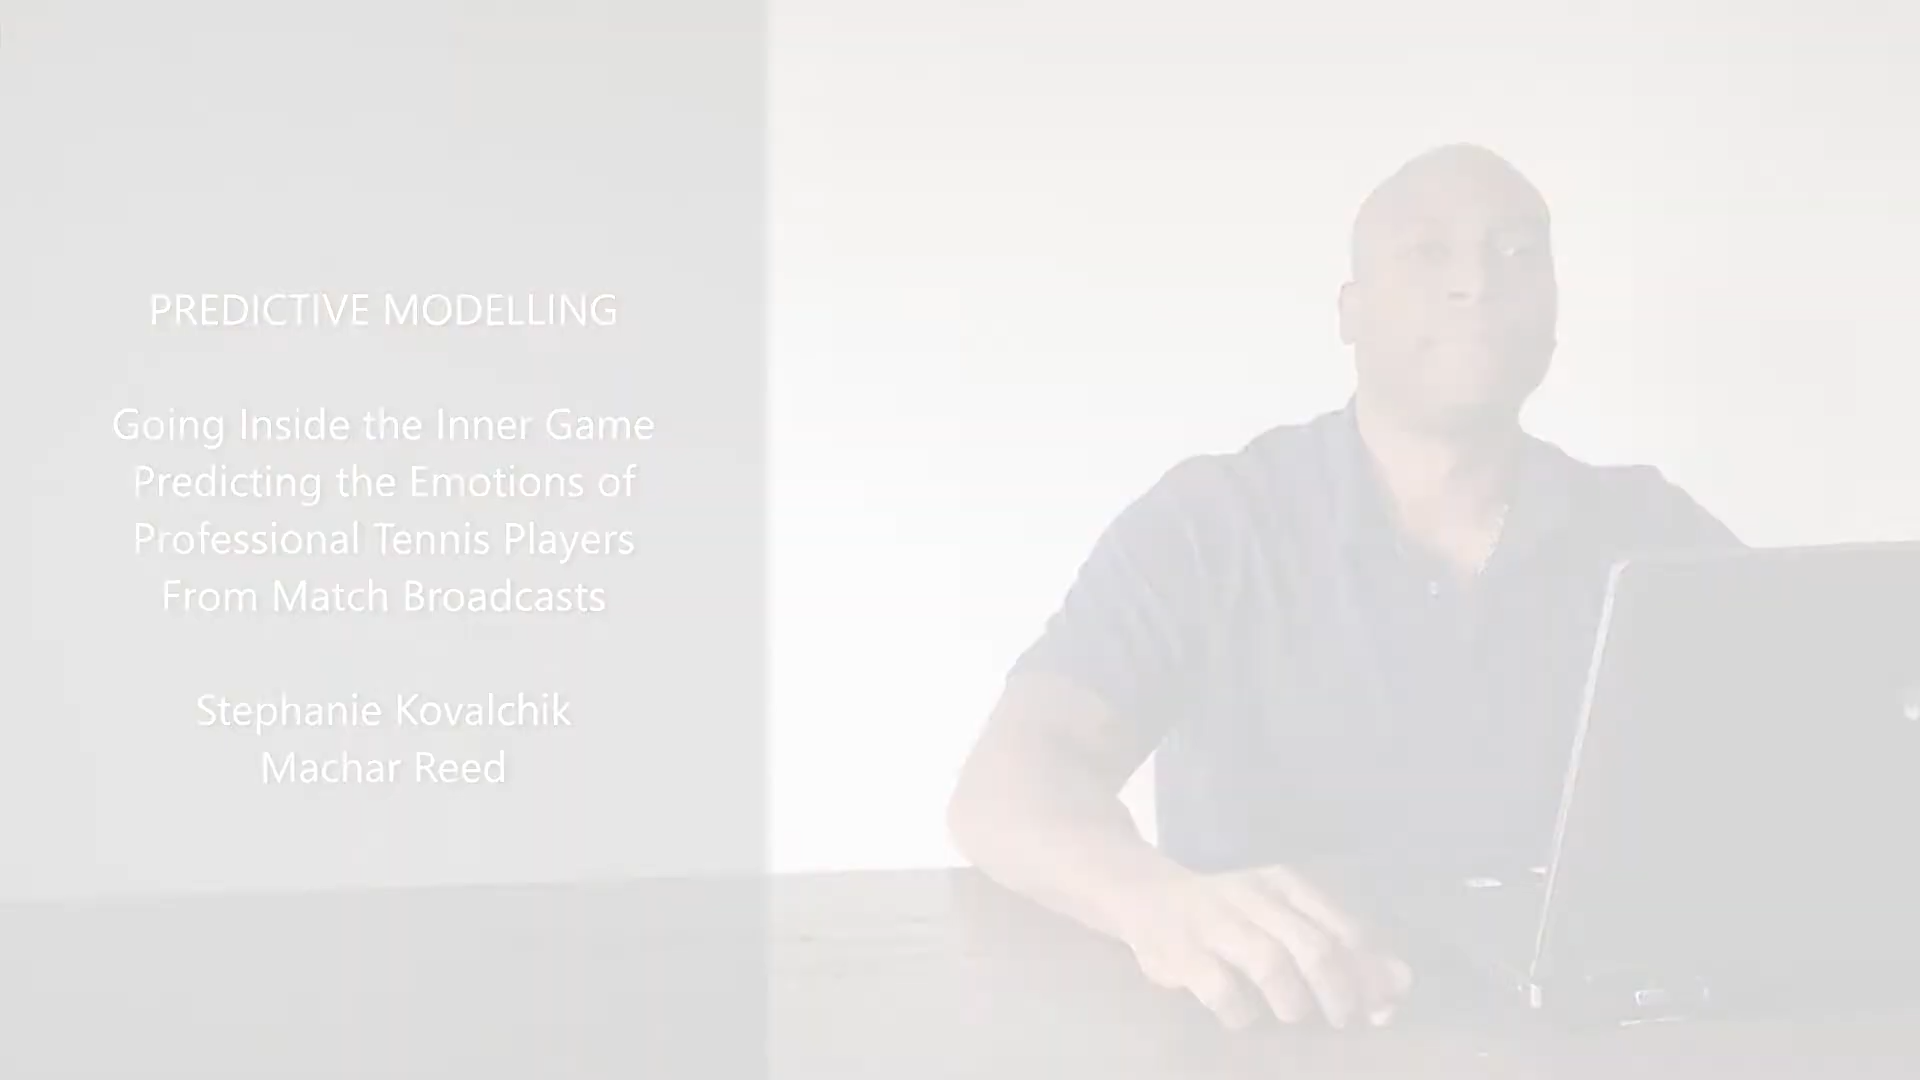 PREDICTIVE MODELLING
Going Inside the Inner Game
Predicting the Emotions of
Professional Tennis Players
From Match Broadcasts
Stephanie Kovalchik
Machar Reed